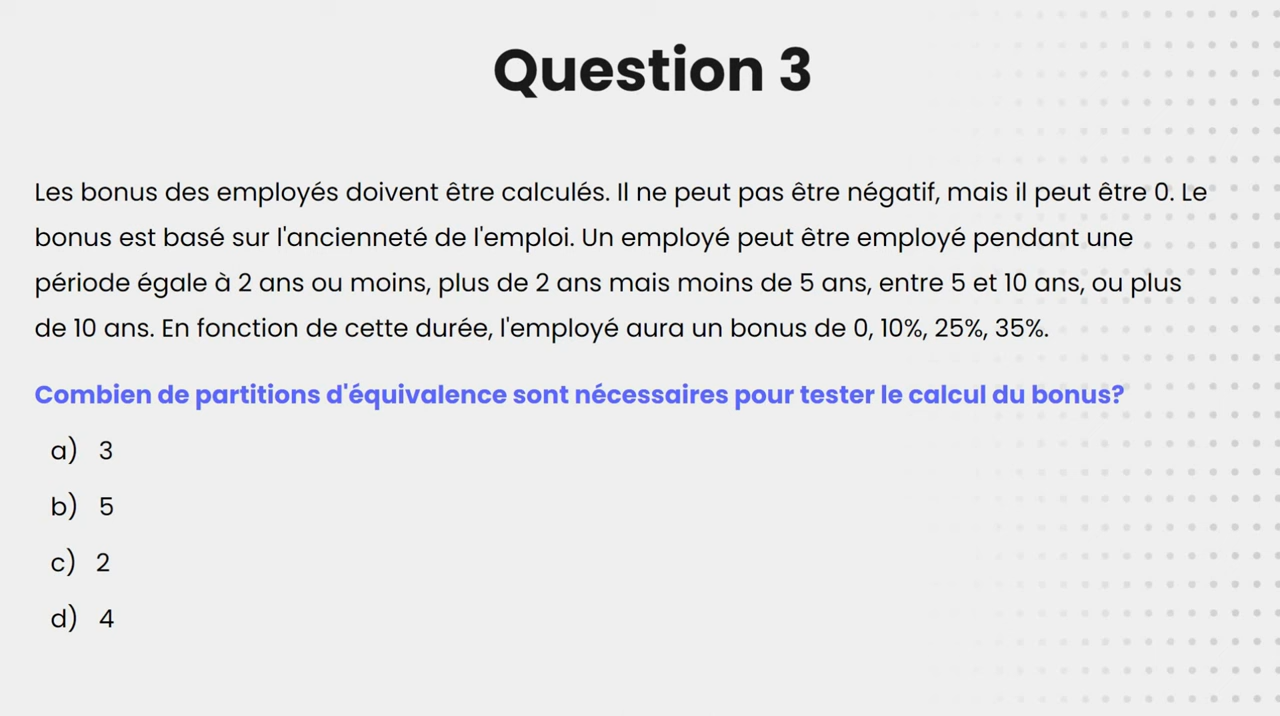 Question 3
Les bonus des employés doivent être calculés. Il ne peut pas être négatif, mais il peut être 0. Le
bonus est basé sur l'ancienneté de l'emploi. Un employé peut être employé pendant une
période égale à 2 ans ou moins, plus de 2 ans mais moins de 5 ans, entre 5 et 10 ans, ou plus
de 10 ans. En fonction de cette durée, l'employé aura un bonus de 0, 10%, 25%, 35%.
Combien de partitions d'équivalence sont nécessaires pour tester le calcul du bonus?
a) 3
b) 5
c) 2
d) 4